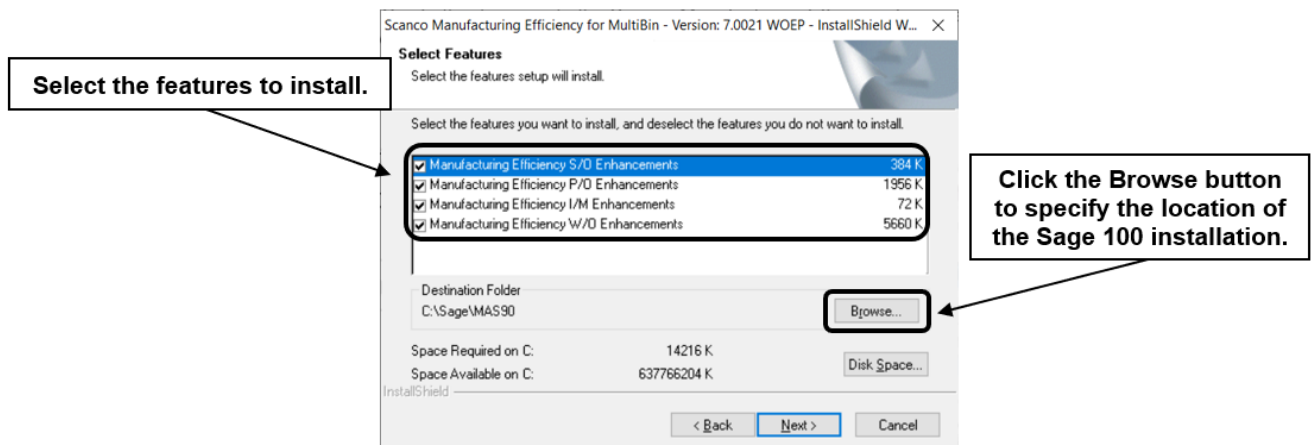 Scanco Manufacturing Efficiency for MultiBin - Version: 7.0021 WOEP - InstallShield W...
Select Features
Select the features setup will install.
Select the features to install.
Select the features you want to install, and deselect the features you do not want to install.
Manufacturing Efficiency S/O Enhancements 384 K
Manufacturing Efficiency P/O Enhancements 1956 K
Manufacturing Efficiency I/M Enhancements 72 K
Manufacturing Efficiency W/O Enhancements 5660 K
Click the Browse button
to specify the location of
the Sage 100 installation.
Destination Folder
C:\Sage\MAS90
Browse...
Space Required on C: 14216 K
Space Available on C: 637766204 K
Disk Space...
InstallShield
< Back
Next >
Cancel